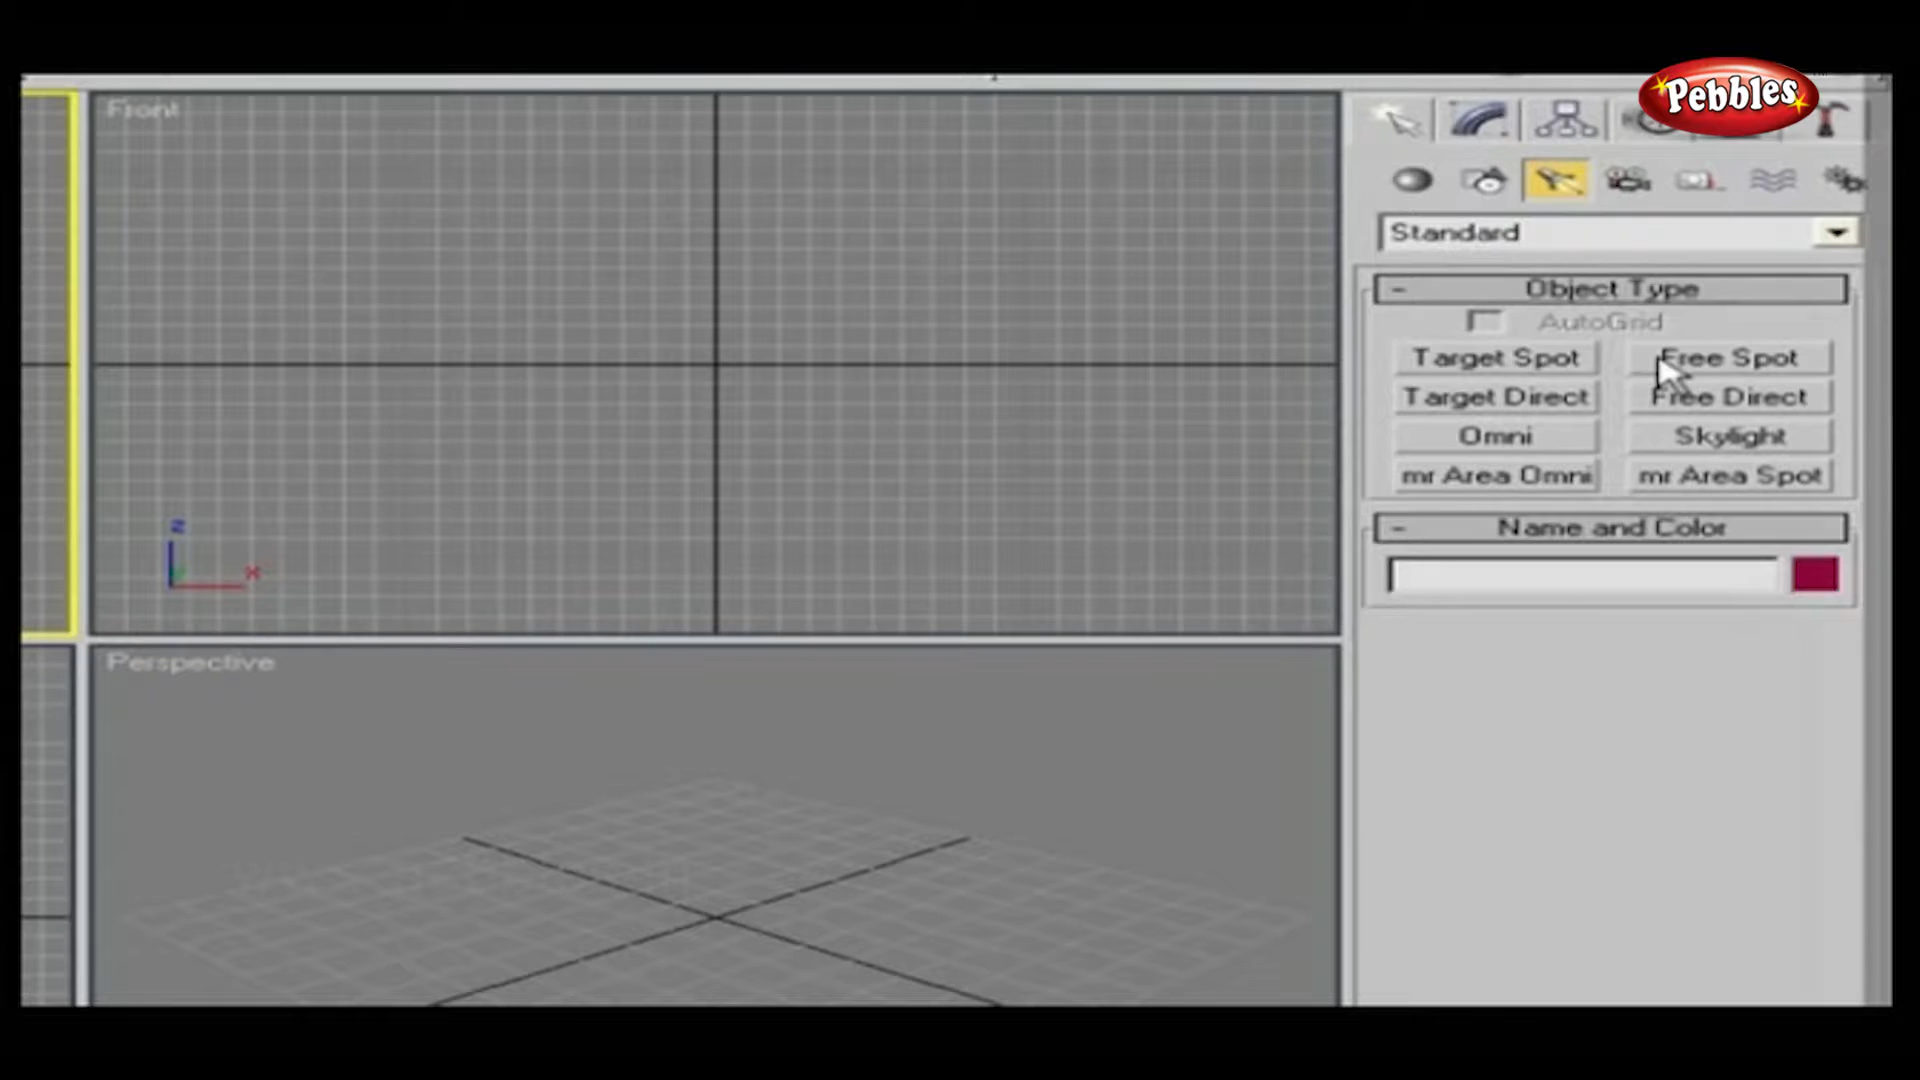 Pebbles
Front
Standard
Object Type
AutoGrid
Target Spot
Free Spot
Target Direct
Free Direct
Omni
Skylight
mr Area Omni
mr Area Spot
Name and Color
z
x
Perspective